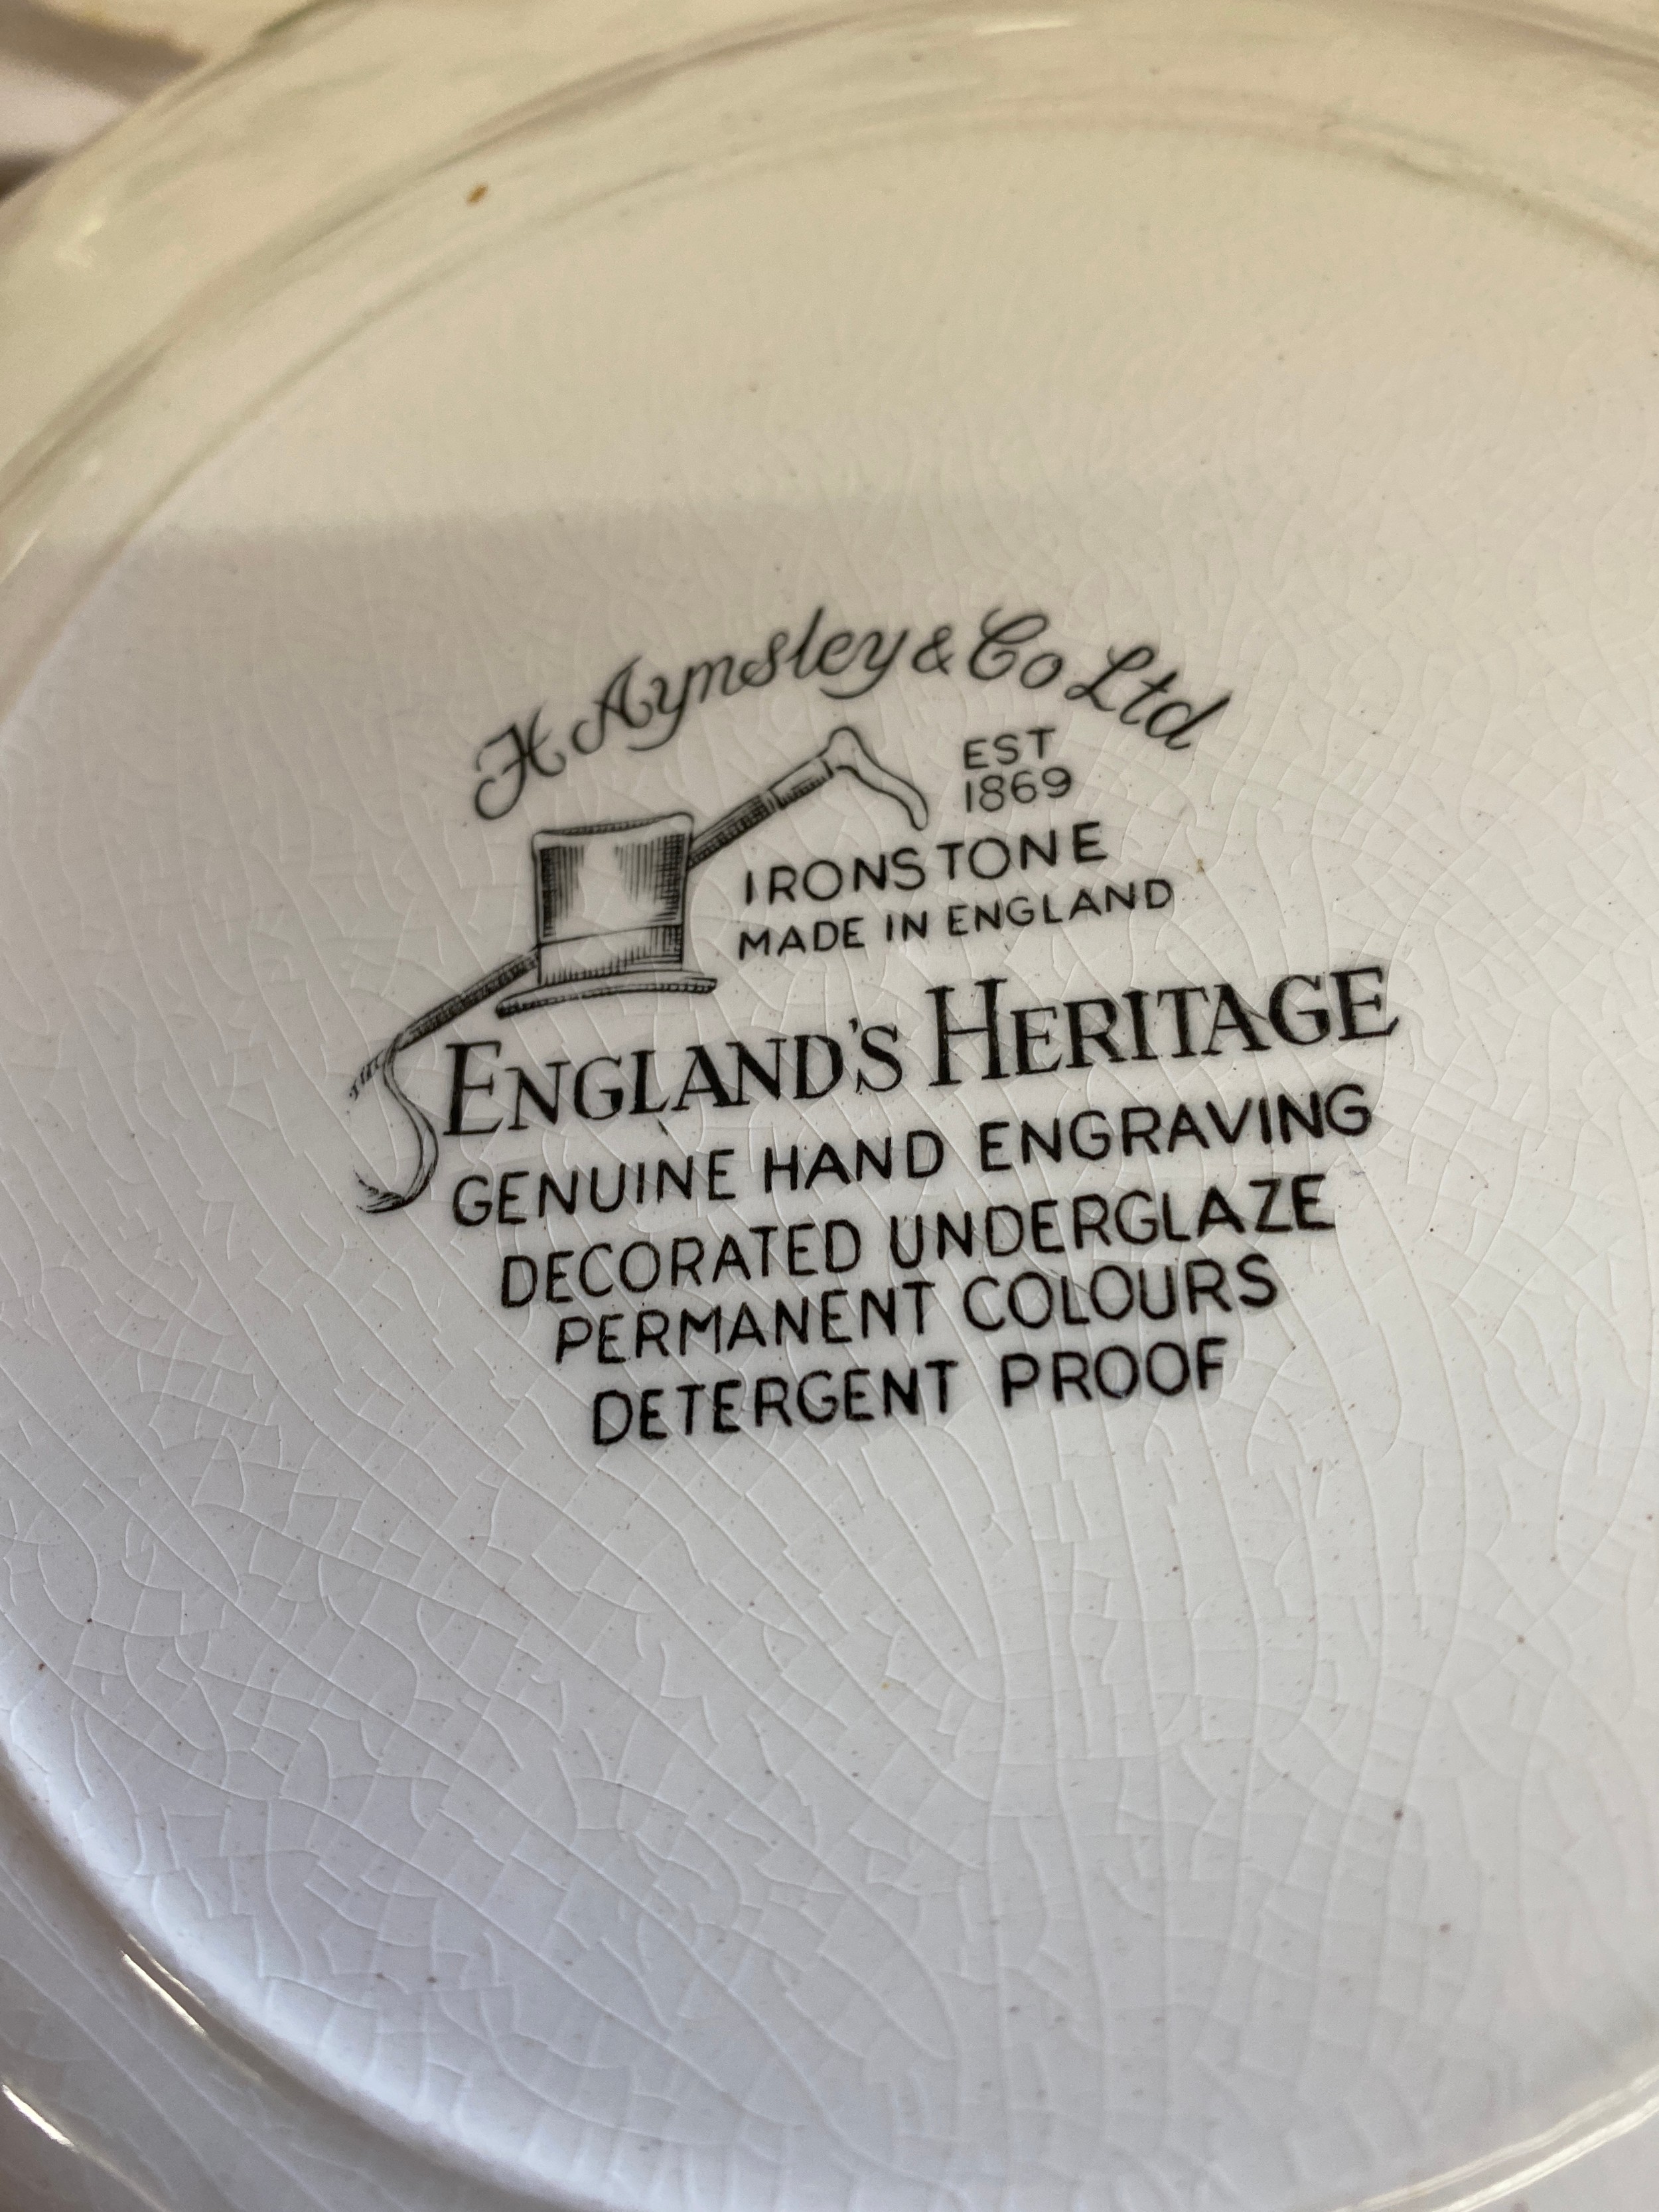 H Aymsley & Co Ltd
EST
1869
IRONSTONE
MADE IN ENGLAND
ENGLAND'S HERITAGE
GENUINE HAND ENGRAVING
DECORATED UNDERGLAZE
PERMANENT COLOURS
DETERGENT PROOF